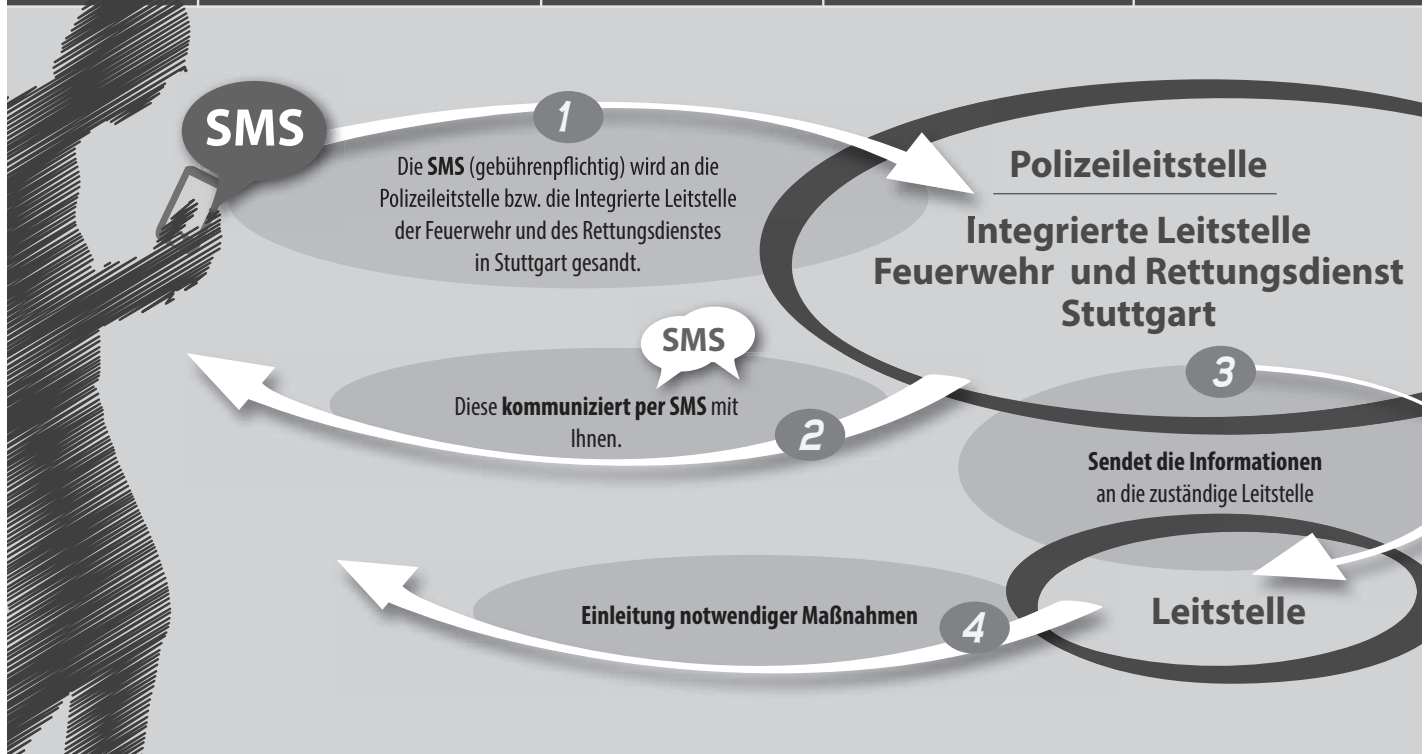 SMS
1
Die SMS (gebührenpflichtig) wird an die
Polizeileitstelle bzw. die Integrierte Leitstelle
der Feuerwehr und des Rettungsdienstes
in Stuttgart gesandt.
Polizeileitstelle
Integrierte Leitstelle
Feuerwehr und Rettungsdienst
Stuttgart
SMS
Diese kommuniziert per SMS mit
Ihnen.
2
3
Sendet die Informationen
an die zuständige Leitstelle
Einleitung notwendiger Maßnahmen
4
Leitstelle